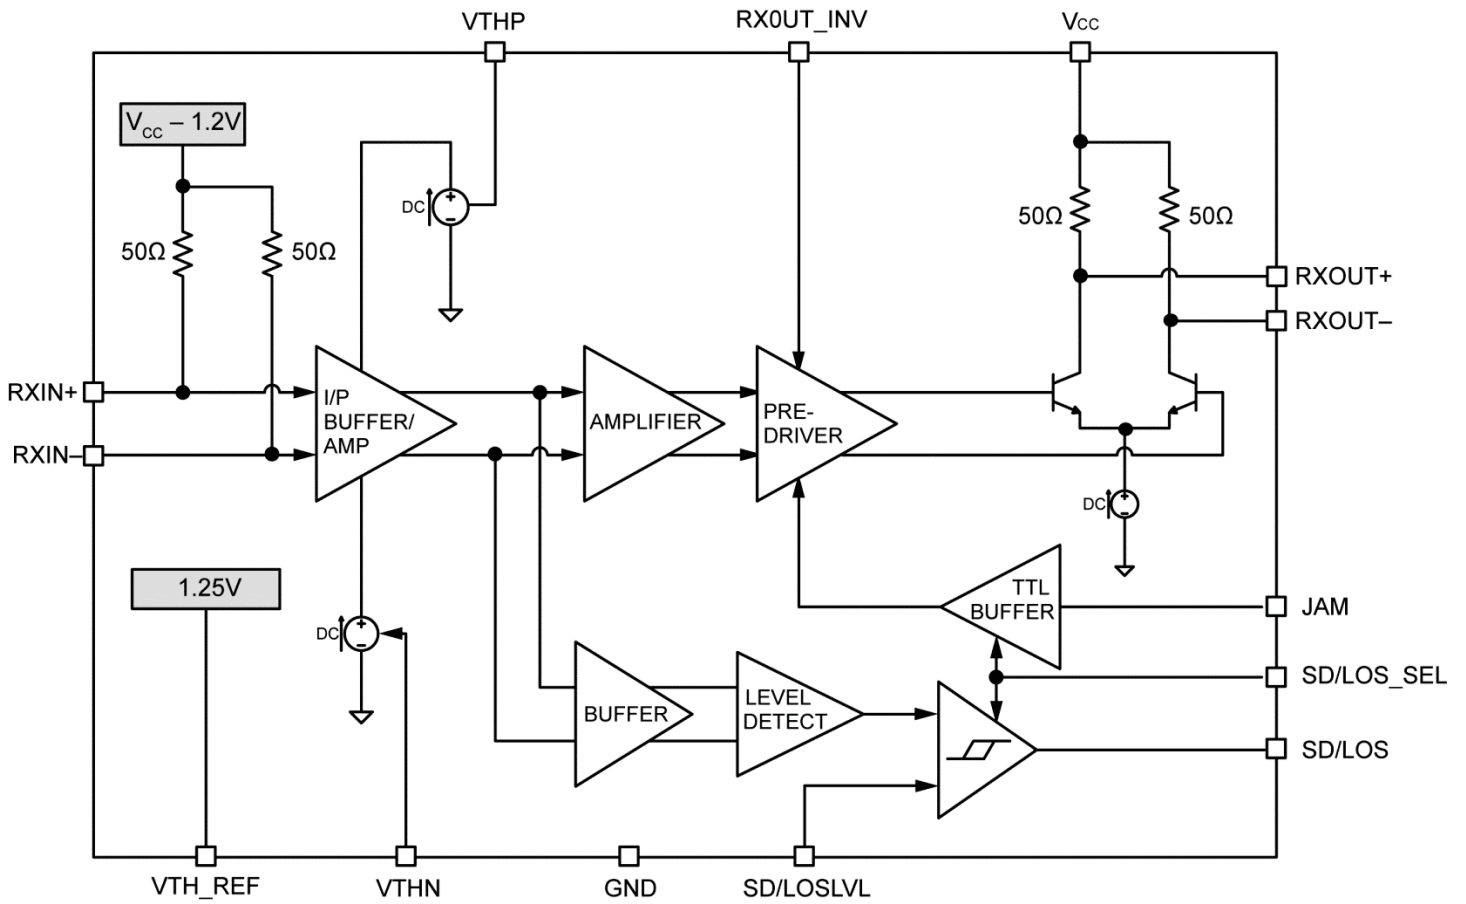 VTHP
RX0UT_INV
VCC
VCC – 1.2V
50Ω
50Ω
DC
+
–
50Ω
50Ω
RXOUT+
RXOUT–
RXIN+
RXIN–
I/P
BUFFER/
AMP
AMPLIFIER
PRE-
DRIVER
DC
+
–
1.25V
DC
+
–
TTL
BUFFER
JAM
SD/LOS_SEL
BUFFER
LEVEL
DETECT
SD/LOS
VTH_REF
VTHN
GND
SD/LOSLVL